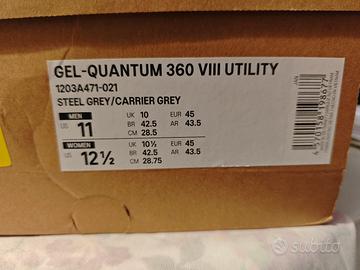 GEL-QUANTUM 360 VIII UTILITY
1203A471-021
STEEL GREY/CARRIER GREY
MEN
US 11
UK 10 EUR 45
BR 42.5 AR 43.5
CM 28.5
WOMEN
US 12½
UK 10½ EUR 45
BR 42.5 AR 43.5
CM 28.75
subito